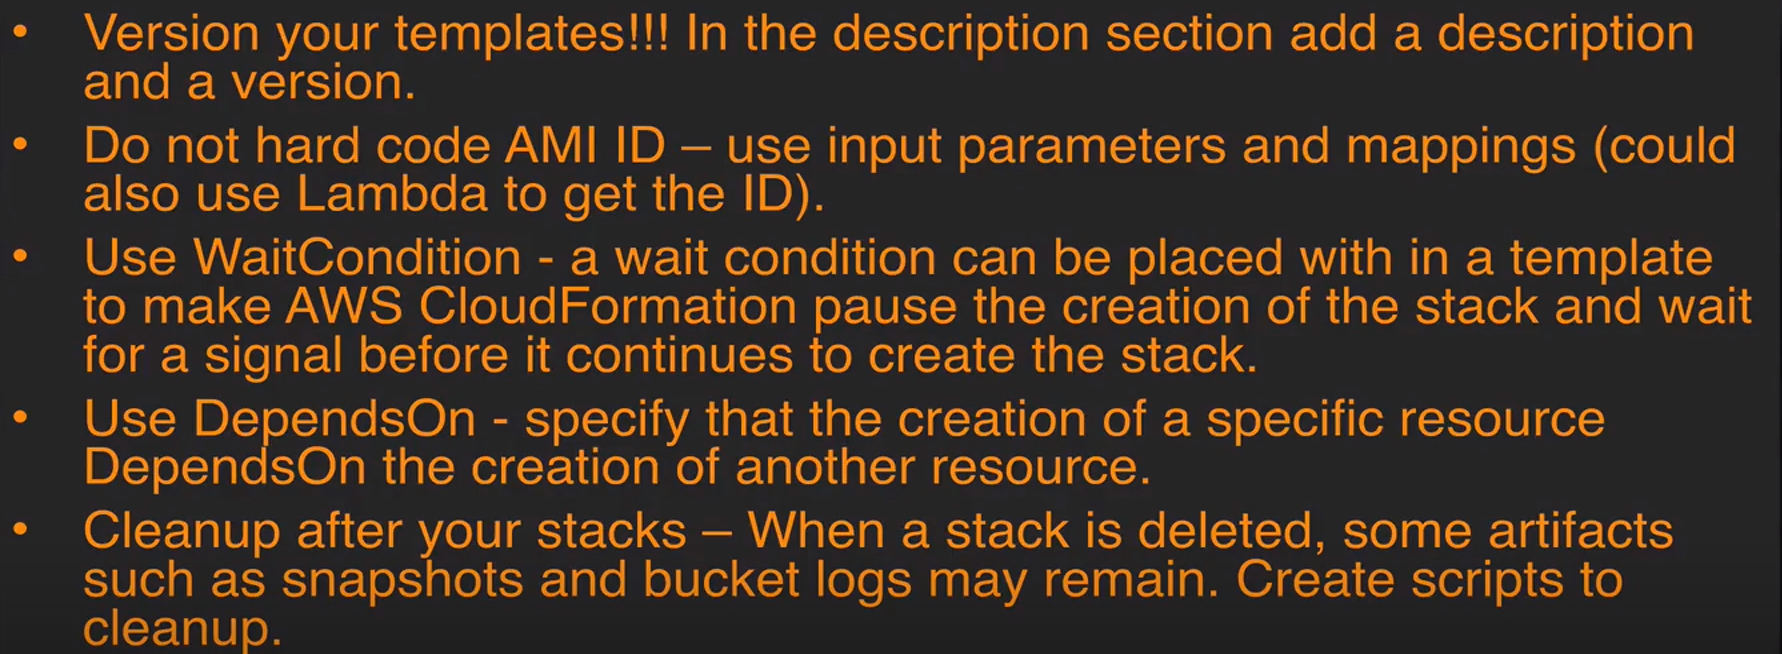 • Version your templates!!! In the description section add a description
and a version.
• Do not hard code AMI ID – use input parameters and mappings (could
also use Lambda to get the ID).
• Use WaitCondition - a wait condition can be placed with in a template
to make AWS CloudFormation pause the creation of the stack and wait
for a signal before it continues to create the stack.
• Use DependsOn - specify that the creation of a specific resource
DependsOn the creation of another resource.
• Cleanup after your stacks – When a stack is deleted, some artifacts
such as snapshots and bucket logs may remain. Create scripts to
cleanup.